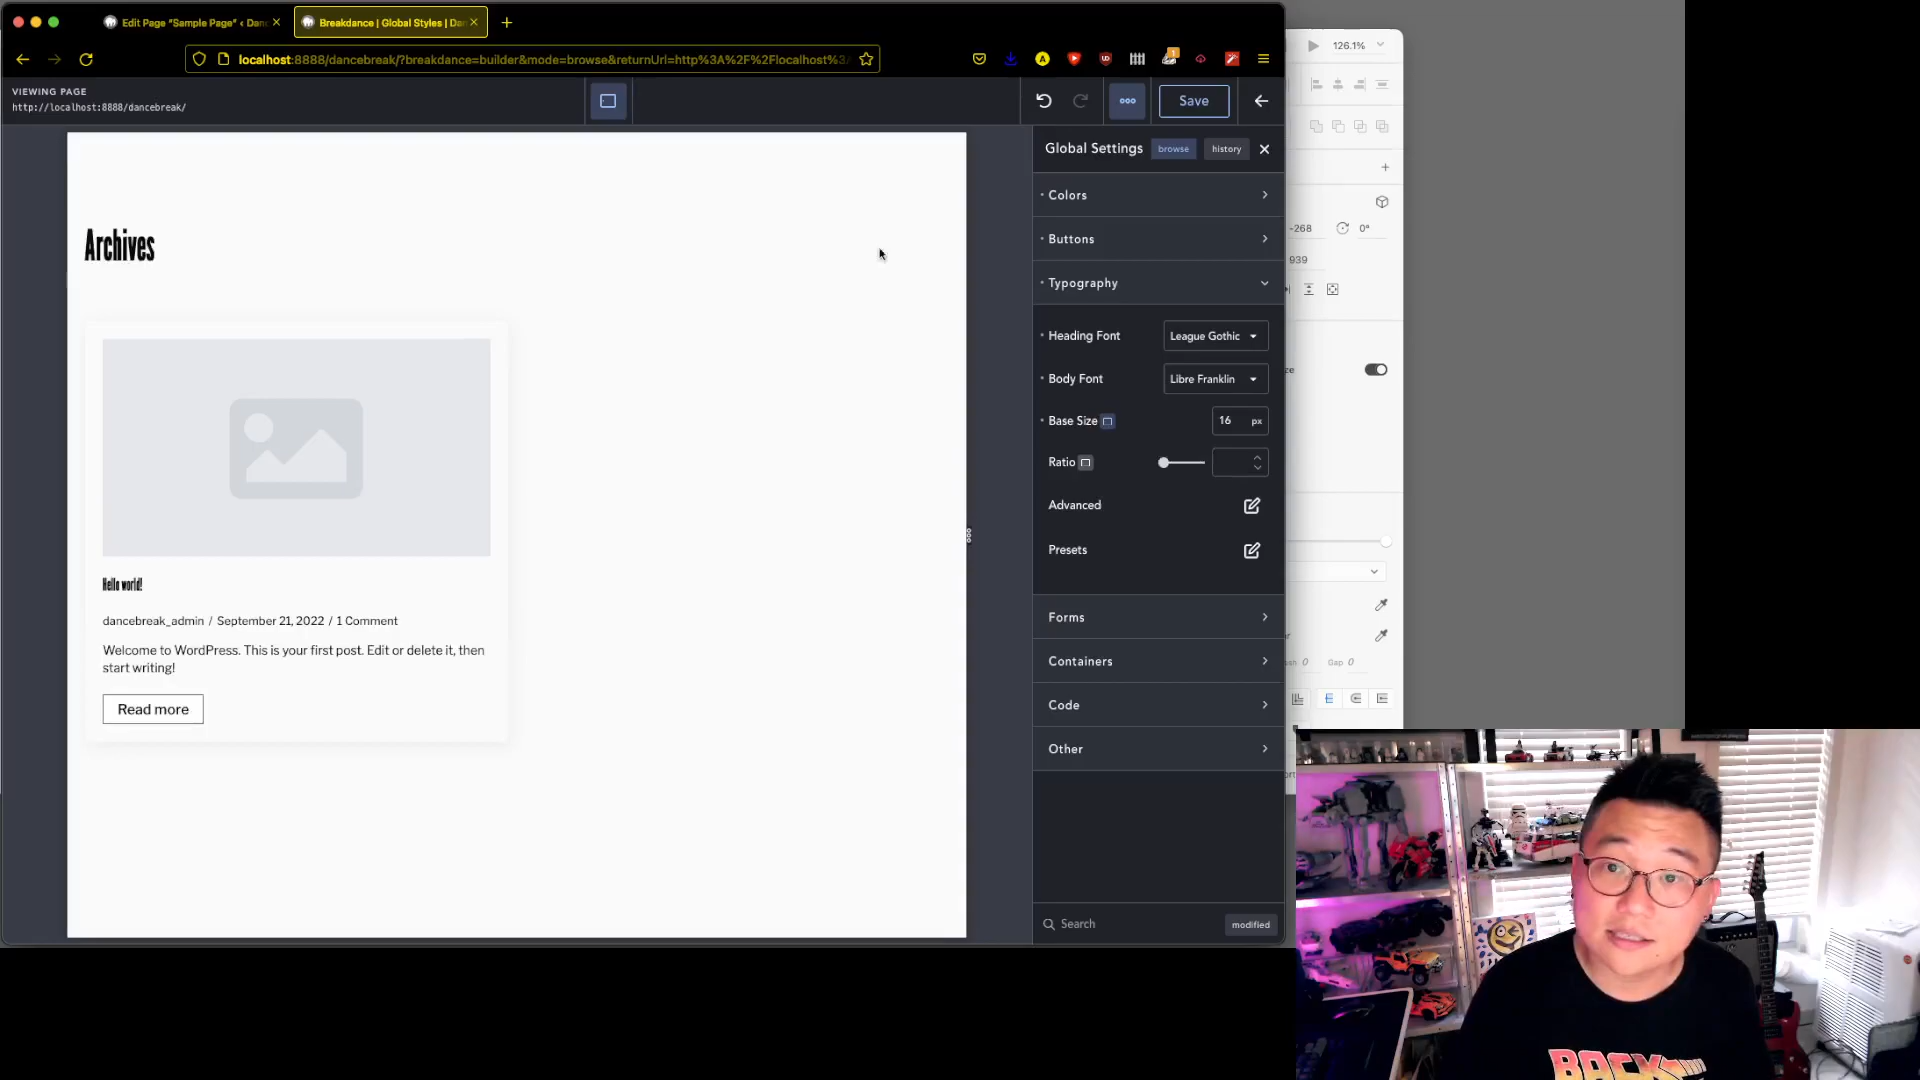 Edit Page "Sample Page" ‹ Danc
Breakdance | Global Styles | Da
localhost:8888/dancebreak/?breakdance=builder&mode=browse&returnUrl=http%3A%2F%2Flocalhost%3
VIEWING PAGE
http://localhost:8888/dancebreak/
Save
126.1%
Global Settings
browse
history
Colors
Buttons
Typography
Heading Font
League Gothic
Body Font
Libre Franklin
Base Size
16 px
Ratio
Advanced
Presets
Forms
Containers
Code
Other
Search
modified
Archives
Hello world!
dancebreak_admin / September 21, 2022 / 1 Comment
Welcome to WordPress. This is your first post. Edit or delete it, then
start writing!
Read more
-268
0°
939
ze
Gap 0
BACK